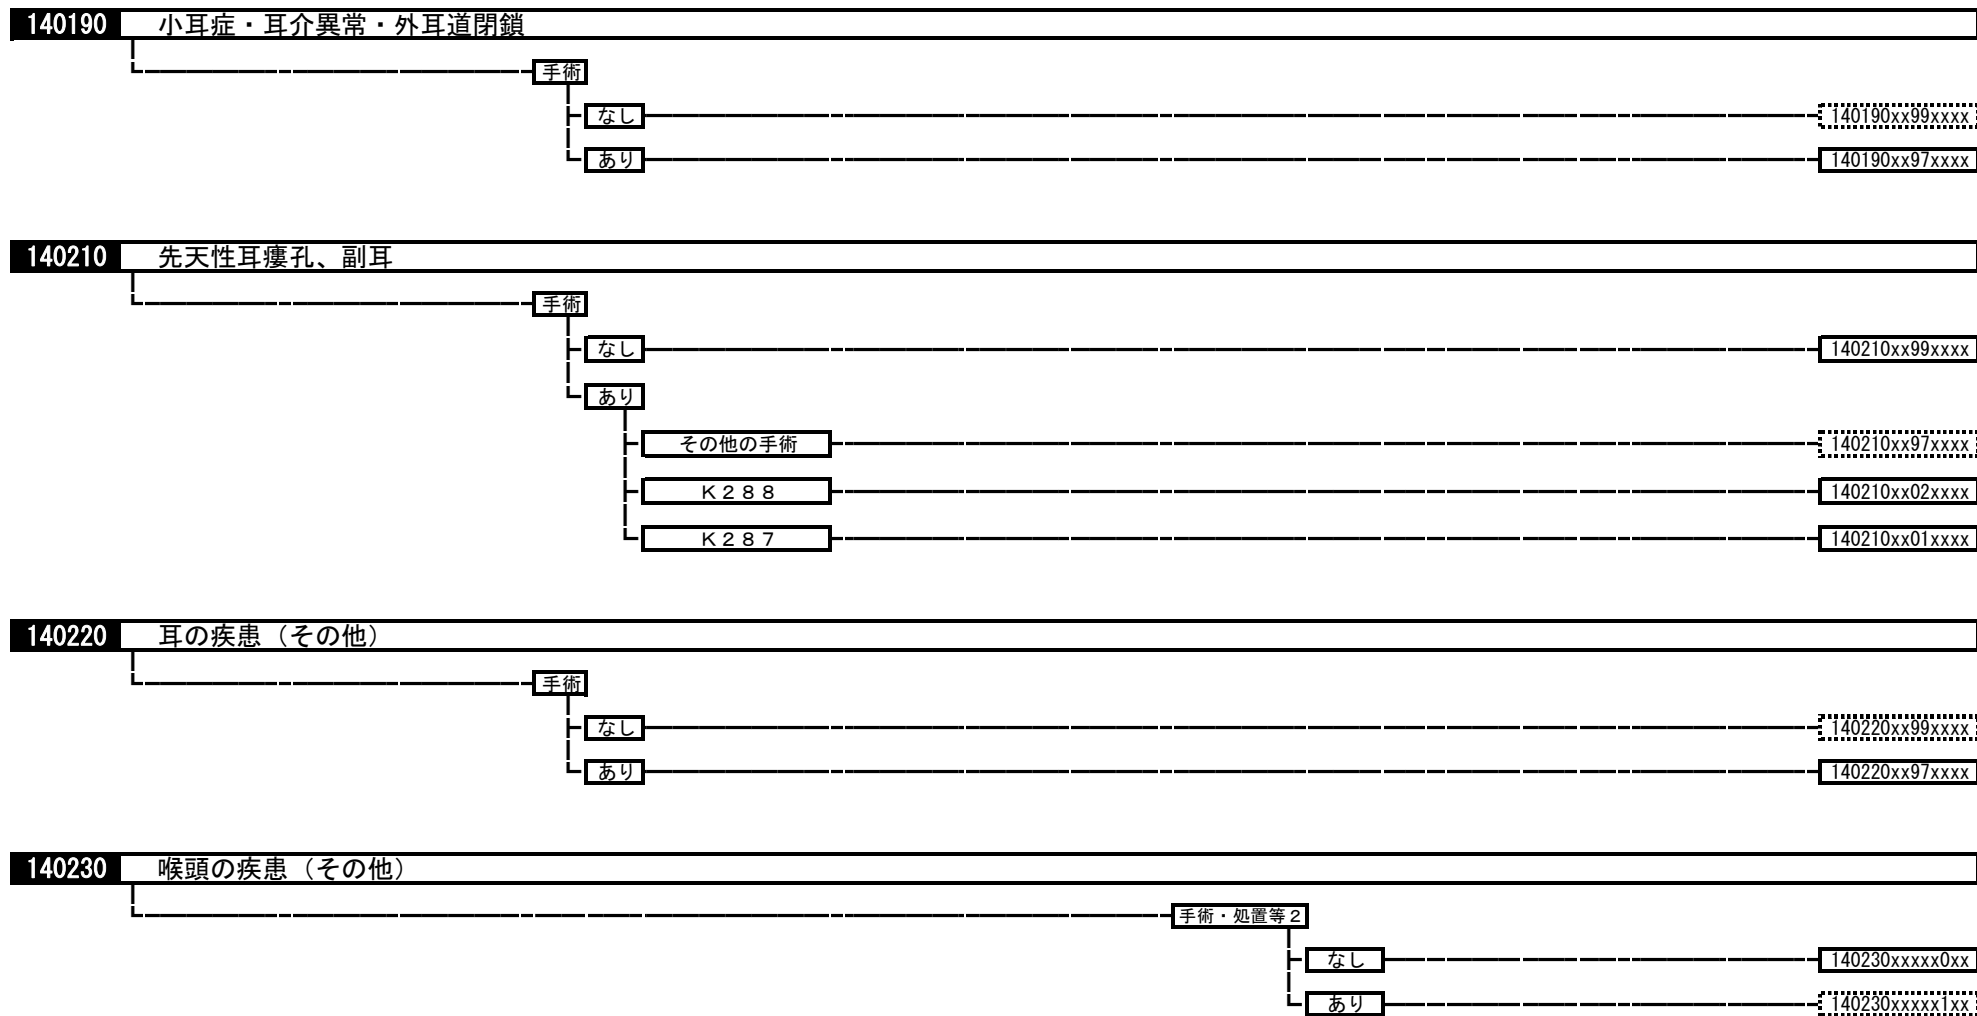 140190 小耳症・耳介異常・外耳道閉鎖
手術
なし 140190xx99xxxx
あり 140190xx97xxxx
140210 先天性耳瘻孔、副耳
手術
なし 140210xx99xxxx
あり
その他の手術 140210xx97xxxx
K288 140210xx02xxxx
K287 140210xx01xxxx
140220 耳の疾患（その他）
手術
なし 140220xx99xxxx
あり 140220xx97xxxx
140230 喉頭の疾患（その他）
手術・処置等2
なし 140230xxxxx0xx
あり 140230xxxxx1xx